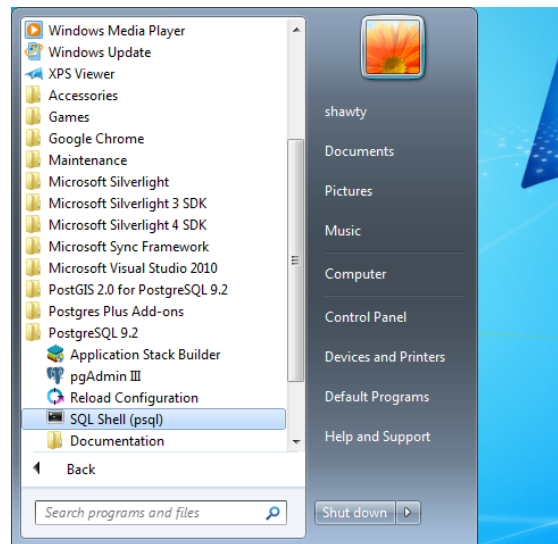 Windows Media Player
Windows Update
XPS Viewer
Accessories
Games
Google Chrome
Maintenance
Microsoft Silverlight
Microsoft Silverlight 3 SDK
Microsoft Silverlight 4 SDK
Microsoft Sync Framework
Microsoft Visual Studio 2010
PostGIS 2.0 for PostgreSQL 9.2
Postgres Plus Add-ons
PostgreSQL 9.2
Application Stack Builder
pgAdmin III
Reload Configuration
SQL Shell (psql)
Documentation
Back
Search programs and files
shawty
Documents
Pictures
Music
Computer
Control Panel
Devices and Printers
Default Programs
Help and Support
Shut down